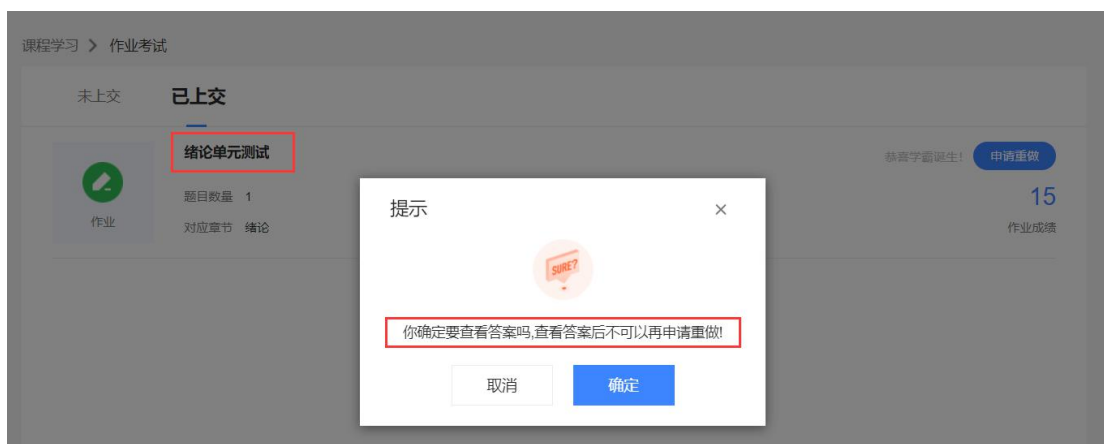 课程学习 > 作业考试
未上交 已上交
绪论单元测试
恭喜学霸诞生! 申请重做
题目数量 1
15
作业
对应章节 绪论
作业成绩
提示 ×
SURE?
你确定要查看答案吗,查看答案后不可以再申请重做!
取消 确定